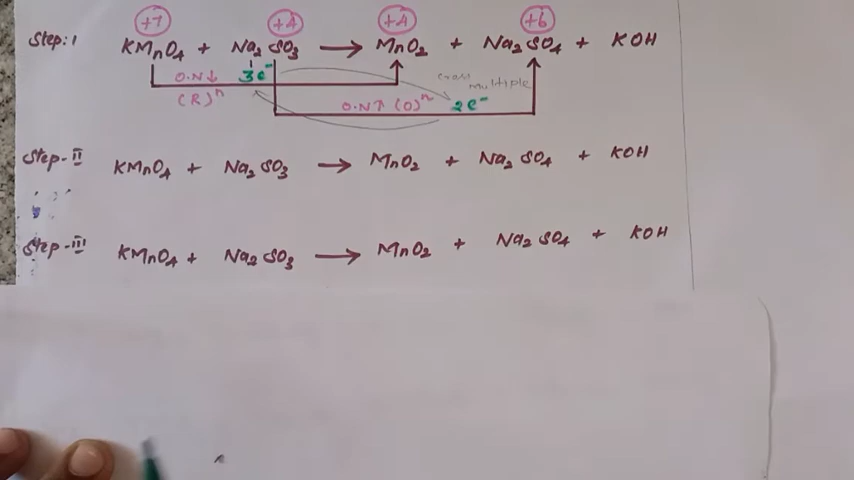 +7 +4 +4 +6
Step:1 KMnO₄ + Na₂SO₃ ⟶ MnO₂ + Na₂SO₄ + KOH
O.N↓ 3e⁻ cross multiple
(R)ⁿ O.N↑ (O)ⁿ 2e⁻
Step-II KMnO₄ + Na₂SO₃ ⟶ MnO₂ + Na₂SO₄ + KOH
Step-III KMnO₄ + Na₂SO₃ ⟶ MnO₂ + Na₂SO₄ + KOH